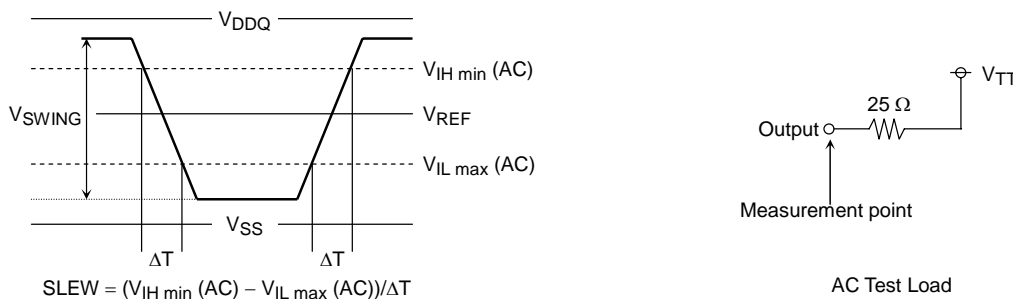 VDDQ
VIH min (AC)
VSWING
VREF
VIL max (AC)
VSS
ΔT
ΔT
SLEW = (VIH min (AC) − VIL max (AC))/ΔT
VTT
25 Ω
Output
Measurement point
AC Test Load